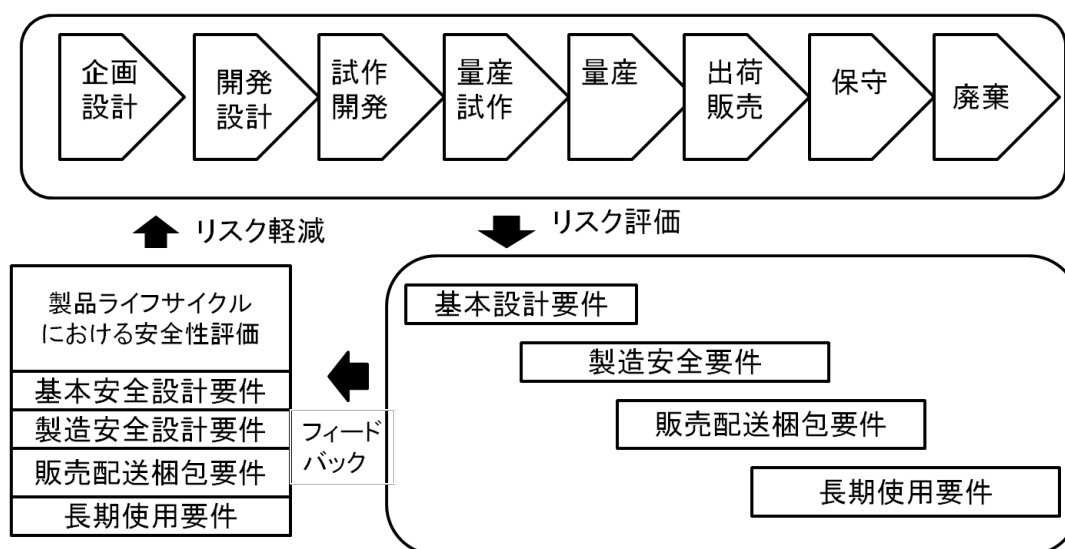 企画
設計
開発
設計
試作
開発
量産
試作
量産
出荷
販売
保守
廃棄
リスク軽減
リスク評価
製品ライフサイクル
における安全性評価
基本安全設計要件
製造安全設計要件
販売配送梱包要件
長期使用要件
フィード
バック
基本設計要件
製造安全要件
販売配送梱包要件
長期使用要件